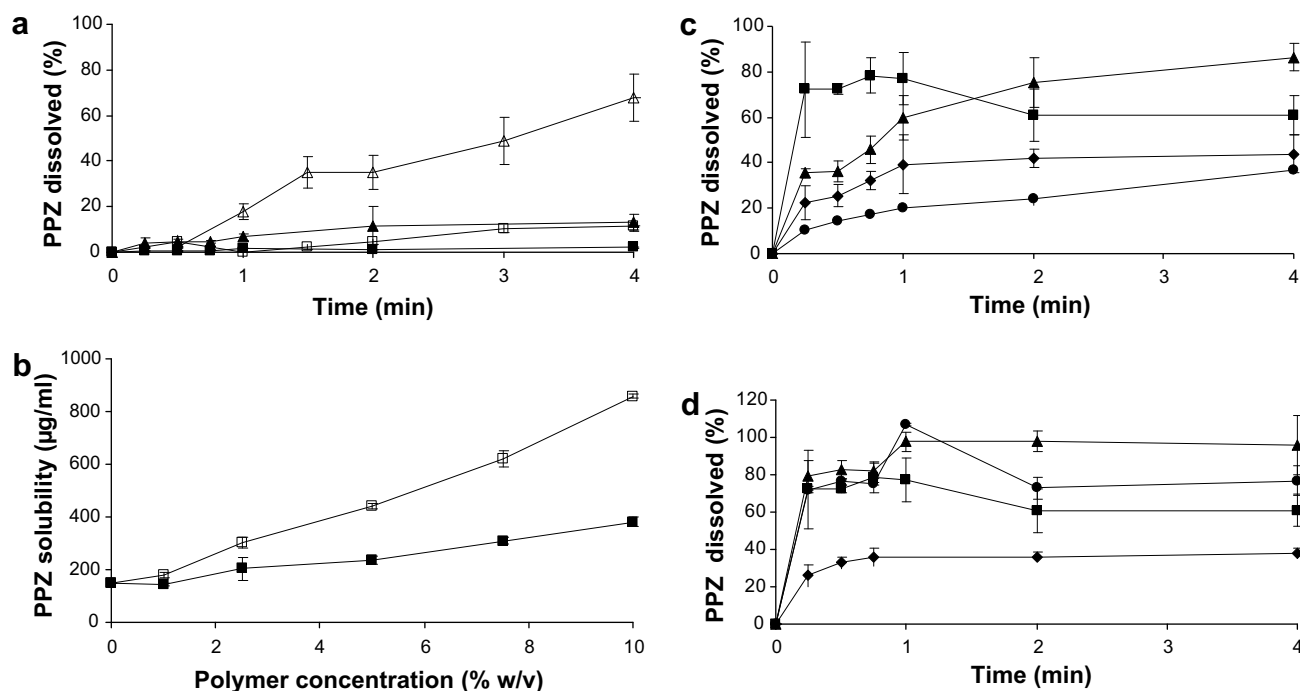 a
PPZ dissolved (%)
100
80
60
40
20
0
0 1 2 3 4
Time (min)
b
PPZ solubility (µg/ml)
1000
800
600
400
200
0
0 2 4 6 8 10
Polymer concentration (% w/v)
c
PPZ dissolved (%)
100
80
60
40
20
0
0 1 2 3 4
Time (min)
d
PPZ dissolved (%)
120
100
80
60
40
20
0
0 1 2 3 4
Time (min)